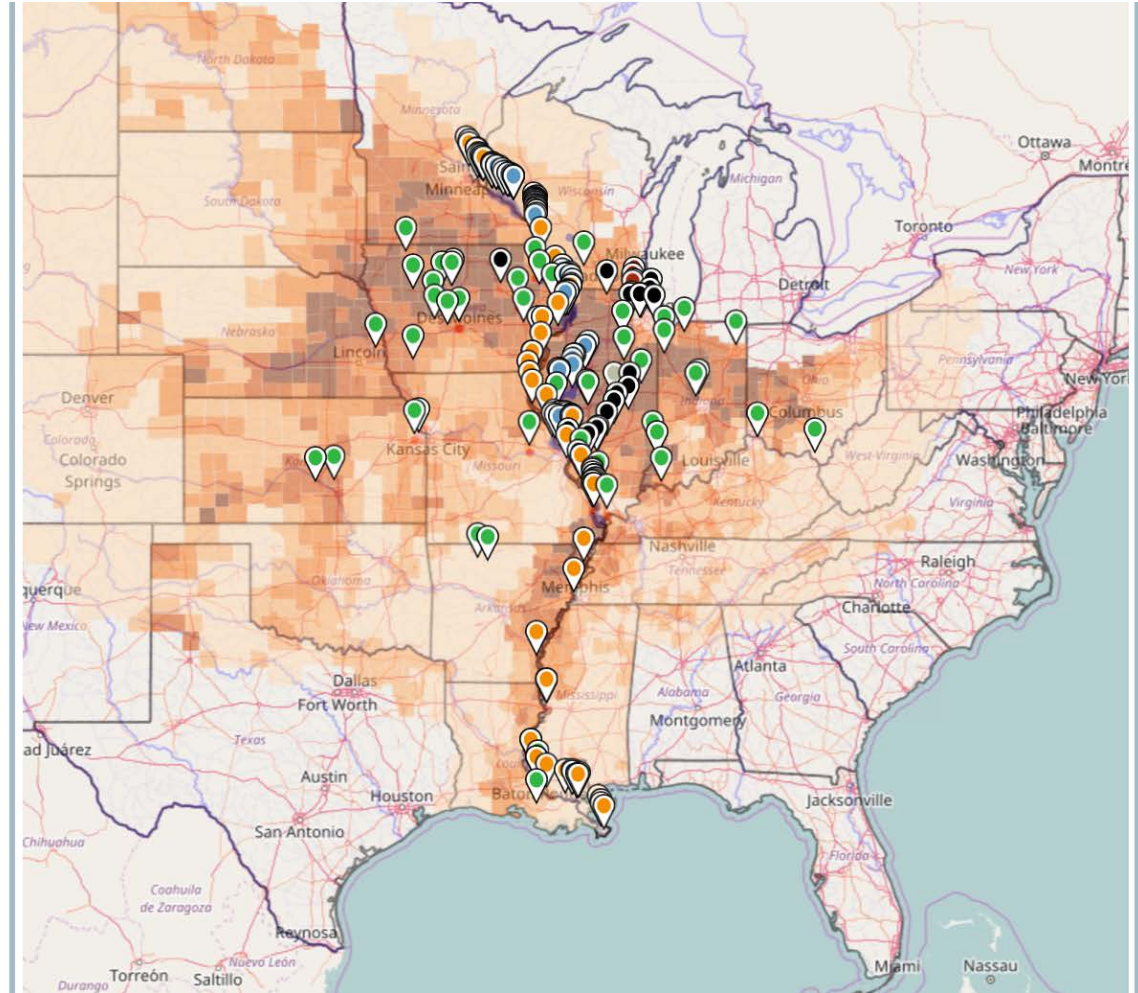 North Dakota
Minnesota
Ottawa
Montre
Sain
Minneap
Wisconsin
Michigan
South Dakota
Toronto
Milwaukee
New York
Detroit
Des Moines
Nebraska
Lincoln
Pennsylvania
Ohio
New York
Denver
Indiana
Columbus
Philadelphia
Baltimore
Colorado
Kansas City
Colorado
Springs
Missouri
Louisville
West-Virginia
Washington
Kentucky
Virginia
Nashville
Oklahoma
Tennessee
Raleigh
querque
Memphis
North Carolina
Arkansas
Charlotte
New Mexico
South Carolina
Atlanta
Dallas
Fort Worth
Mississippi
Alabama
Georgia
Montgomery
ad Juárez
Texas
Austin
Houston
Jacksonville
San Antonio
Chihuahua
Florida
Coahuila
de Zaragoza
Reynosa
Nuevo León
Torreón
Saltillo
Miami
Nassau
Durango